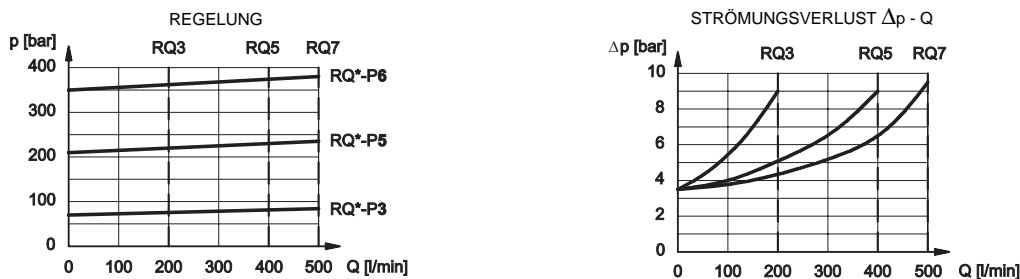 REGELUNG
p [bar]
RQ3 RQ5 RQ7
400
RQ*-P6
300
RQ*-P5
200
100
RQ*-P3
0
0 100 200 300 400 500 Q [l/min]
STRÖMUNGSVERLUST Δp - Q
Δp [bar]
RQ3 RQ5 RQ7
10
8
6
4
2
0
0 100 200 300 400 500 Q [l/min]